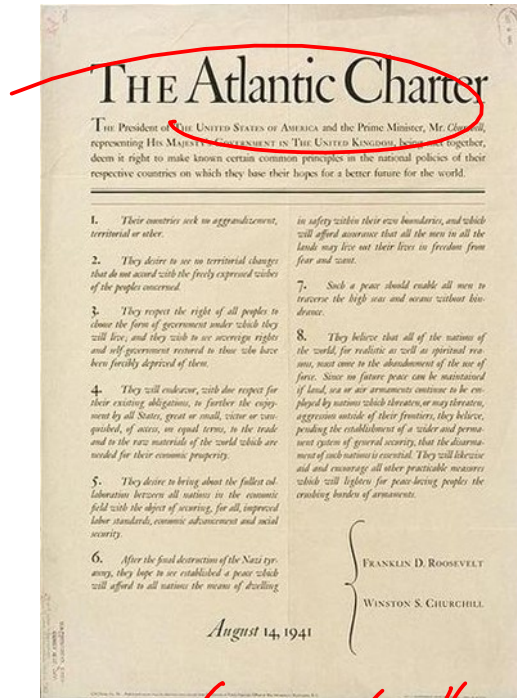 THE Atlantic Charter
THE President of THE UNITED STATES OF AMERICA and the Prime Minister, Mr. Churchill,
representing HIS MAJESTY'S GOVERNMENT IN THE UNITED KINGDOM, being met together,
deem it right to make known certain common principles in the national policies of their
respective countries on which they base their hopes for a better future for the world.
1. Their countries seek no aggrandizement,
territorial or other.
2. They desire to see no territorial changes
that do not accord with the freely expressed wishes
of the peoples concerned.
3. They respect the right of all peoples to
choose the form of government under which they
will live; and they wish to see sovereign rights
and self-government restored to those who have
been forcibly deprived of them.
4. They will endeavor, with due respect for
their existing obligations, to further the enjoy-
ment by all States, great or small, victor or van-
quished, of access, on equal terms, to the trade
and to the raw materials of the world which are
needed for their economic prosperity.
5. They desire to bring about the fullest col-
laboration between all nations in the economic
field with the object of securing, for all, improved
labor standards, economic advancement and social
security.
6. After the final destruction of the Nazi tyr-
anny, they hope to see established a peace which
will afford to all nations the means of dwelling
in safety within their own boundaries, and which
will afford assurance that all the men in all the
lands may live out their lives in freedom from
fear and want.
7. Such a peace should enable all men to
traverse the high seas and oceans without hin-
drance.
8. They believe that all of the nations of
the world, for realistic as well as spiritual rea-
sons, must come to the abandonment of the use of
force. Since no future peace can be maintained
if land, sea or air armaments continue to be em-
ployed by nations which threaten, or may threaten,
aggression outside of their frontiers, they believe,
pending the establishment of a wider and perma-
nent system of general security, that the disarma-
ment of such nations is essential. They will likewise
aid and encourage all other practicable measures
which will lighten for peace-loving peoples the
crushing burden of armaments.
FRANKLIN D. ROOSEVELT
WINSTON S. CHURCHILL
August 14, 1941